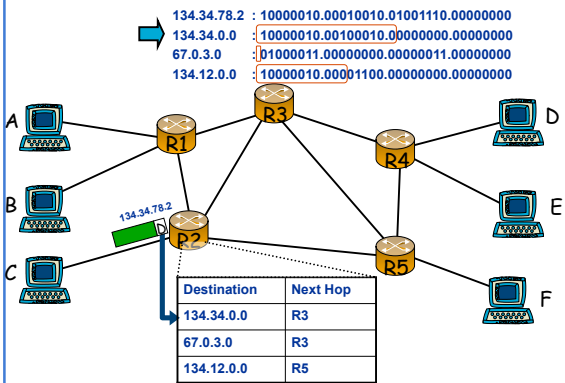 134.34.78.2 : 10000010.00010010.01001110.00000000
134.34.0.0 : 10000010.00100010.00000000.00000000
67.0.3.0 : 01000011.00000000.00000011.00000000
134.12.0.0 : 10000010.00001100.00000000.00000000
A
B
C
R1
R3
R4
D
E
134.34.78.2
D
R2
R5
F
Destination Next Hop
134.34.0.0 R3
67.0.3.0 R3
134.12.0.0 R5